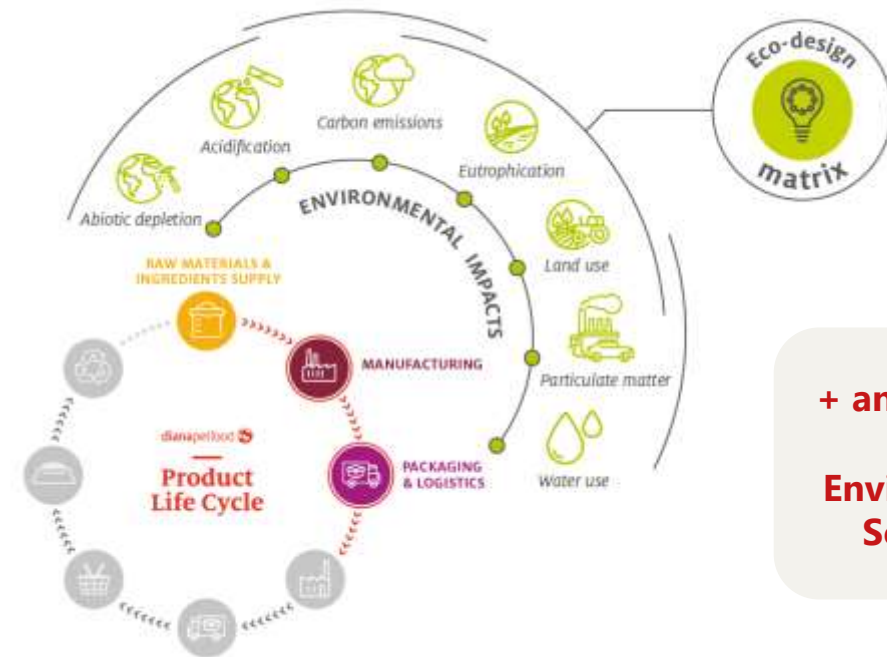 Eco-design
matrix
Carbon emissions
Acidification
Eutrophication
Abiotic depletion
ENVIRONMENTAL IMPACTS
Land use
Particulate matter
Water use
RAW MATERIALS &
INGREDIENTS SUPPLY
MANUFACTURING
PACKAGING
& LOGISTICS
dianapetfood
Product
Life Cycle
+ an
Envi